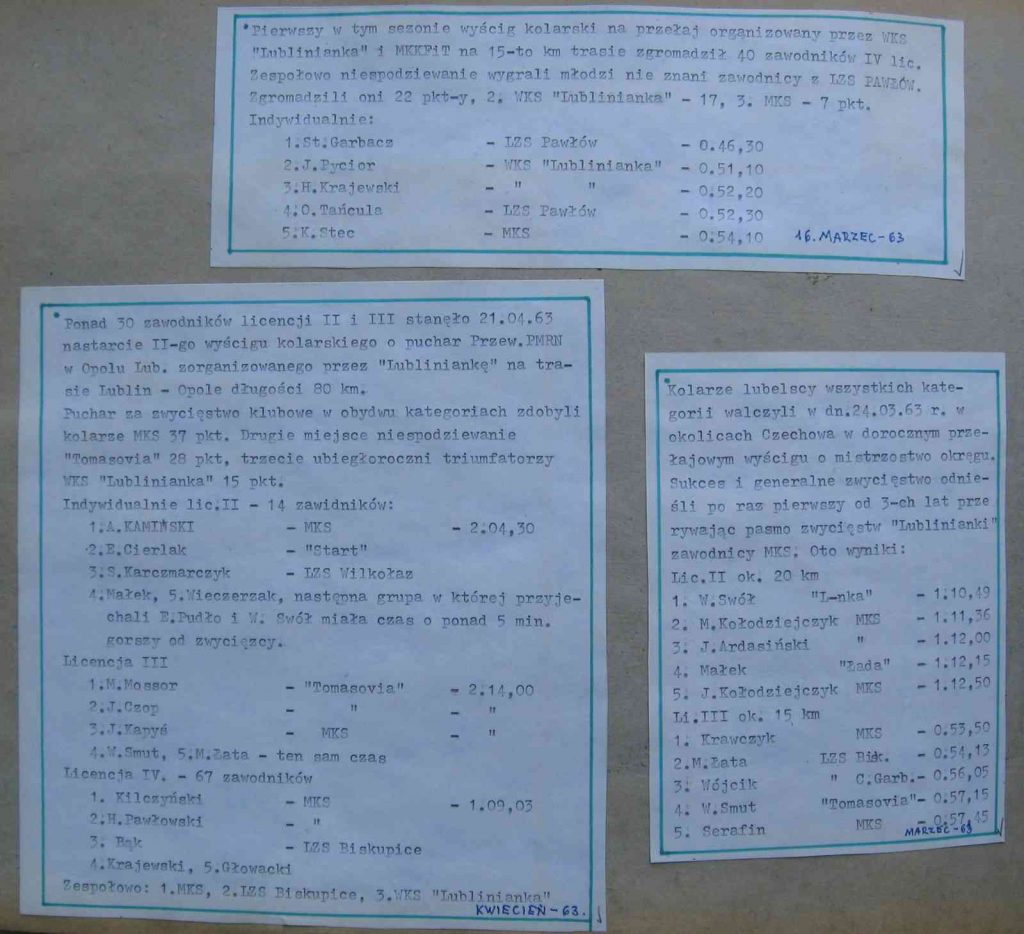 Pierwszy w tym sezonie wyścig kolarski na przełaj organizowany przez WKS
"Lublinianka" i MKKFiT na 15-to km trasie zgromadził 40 zawodników IV lic.
Zespołowo niespodziewanie wygrali młodzi nie znani zawodnicy z LZS PAWŁÓW.
Zgromadzili oni 22 pkt-y, 2. WKS "Lublinianka" - 17, 3. MKS - 7 pkt.
Indywidualnie:
1.St.Garbacz - LZS Pawłów - 0.46,30
2.J.Pycior - WKS "Lublinianka" - 0.51,10
3.H.Krajewski - " " - 0.52,20
4.O.Tańcula - LZS Pawłów - 0.52,30
5.K.Stec - MKS - 0.54,10 16.MARZEC-63
Ponad 30 zawodników licencji II i III stanęło 21.04.63
nastarcie II-go wyścigu kolarskiego o puchar Przew.PMRN
w Opolu Lub. zorganizowanego przez "Lubliniankę" na tra-
sie Lublin - Opole długości 80 km.
Puchar za zwycięstwo klubowe w obydwu kategoriach zdobyli
kolarze MKS 37 pkt. Drugie miejsce niespodziewanie
"Tomasovia" 28 pkt, trzecie ubiegłoroczni triumfatorzy
WKS "Lublinianka" 15 pkt.
Indywidualnie lic.II - 14 zawidników:
1.A.KAMIŃSKI - MKS - 2.04,30
2.E.Cierlak - "Start"
3.S.Karczmarczyk - LZS Wilkołaz
4.Małek, 5.Wieczerzak, następna grupa w której przyje-
chali E.Pudło i W. Swół miała czas o ponad 5 min.
gorszy od zwycięzcy.
Licencja III
1.M.Mossor - "Tomasovia" - 2.14,00
2.J.Czop - " - "
3.J.Kapyś - MKS - "
4.W.Smut, 5.M.Łata - ten sam czas
Licencja IV. - 67 zawodników
1. Kilczyński - MKS - 1.09,03
2.H.Pawłowski - "
3. Bąk - LZS Biskupice
4.Krajewski, 5.Głowacki
Zespołowo: 1.MKS, 2.LZS Biskupice, 3.WKS "Lublinianka"
KWIECIEŃ-63.
Kolarze lubelscy wszystkich kate-
gorii walczyli w dn.24.03.63 r. w
okolicach Czechowa w dorocznym prze-
łajowym wyścigu o mistrzostwo okręgu.
Sukces i generalne zwycięstwo odnie-
śli po raz pierwszy od 3-ch lat prze
rywając pasmo zwycięstw "Lublinianki"
zawodnicy MKS. Oto wyniki:
Lic.II ok. 20 km
1. W.Swół "L-nka" - 1.10,49
2. M.Kołodziejczyk MKS - 1.11,36
3. J.Ardasiński " - 1.12,00
4. Małek "Łada" - 1.12,15
5. J.Kołodziejczyk MKS - 1.12,50
Li.III ok. 15 km
1. Krawczyk MKS - 0.53,50
2.M.Łata LZS Bisk. - 0.54,13
3. Wójcik " C.Garb.- 0.56,05
4. W.Smut "Tomasovia"- 0.57,15
5. Serafin MKS - 0.57,45
MARZEC-63